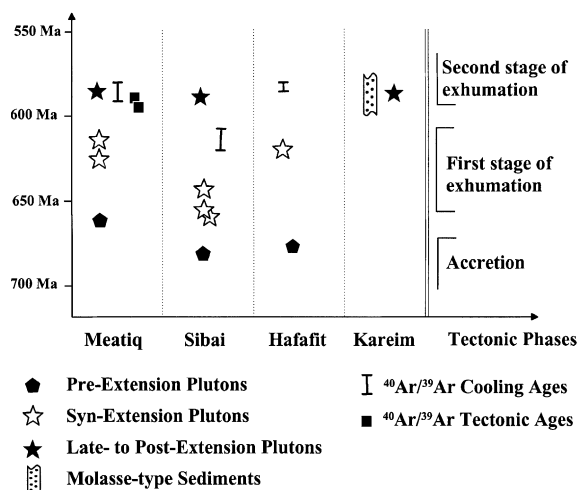 550 Ma
600 Ma
650 Ma
700 Ma
Second stage of
exhumation
First stage of
exhumation
Accretion
Meatiq Sibai Hafafit Kareim Tectonic Phases
Pre-Extension Plutons
Syn-Extension Plutons
Late- to Post-Extension Plutons
Molasse-type Sediments
⁴⁰Ar/³⁹Ar Cooling Ages
⁴⁰Ar/³⁹Ar Tectonic Ages